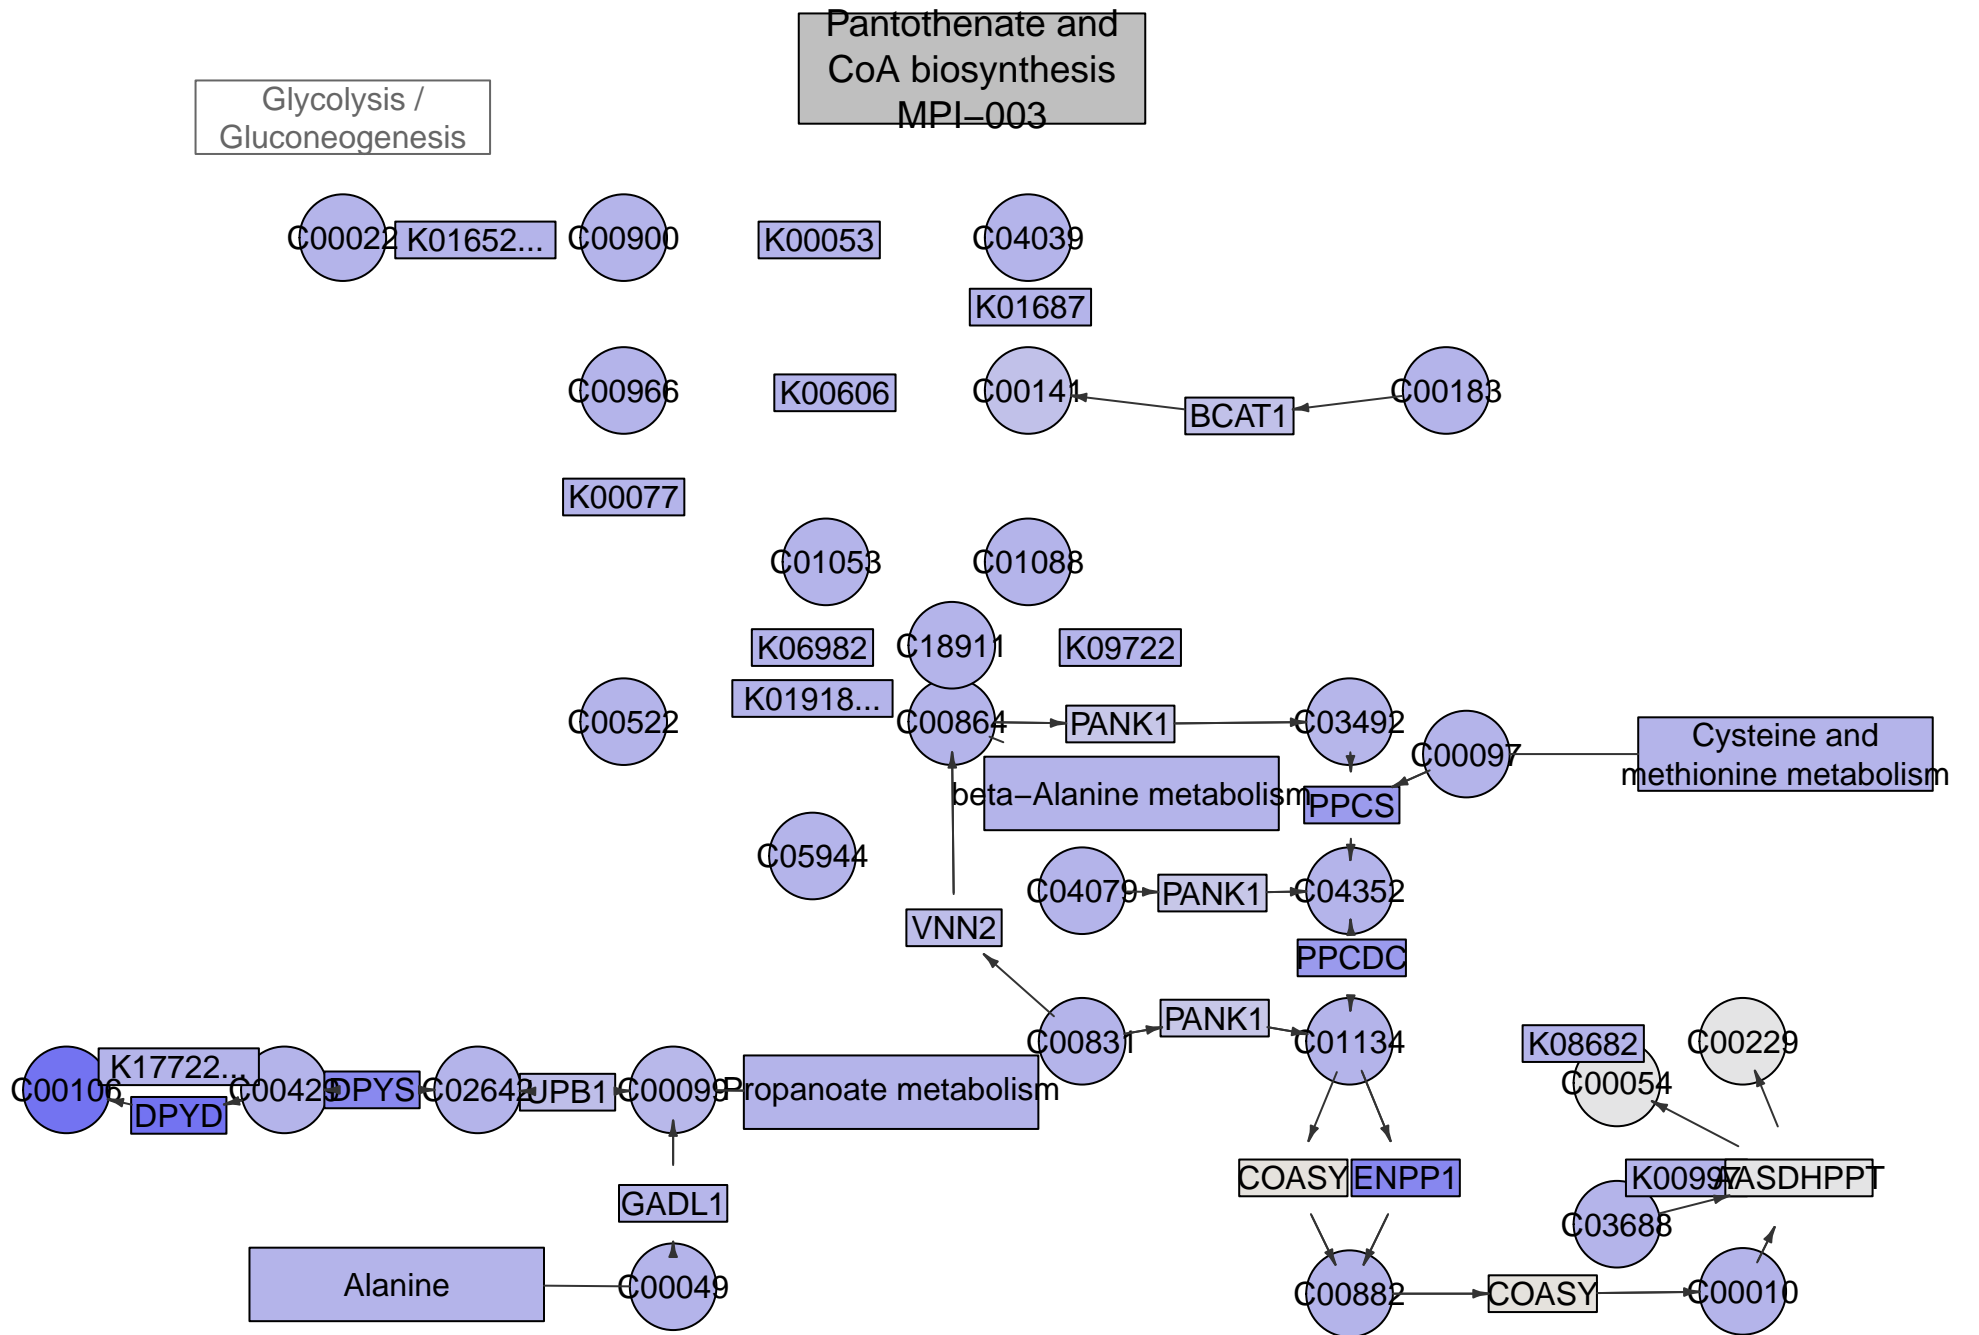 Pantothenate and
CoA biosynthesis
MPI−003
Glycolysis /
Gluconeogenesis
C00022
K01652...
C00900
K00053
C04039
K01687
C00966
K00606
C00141
BCAT1
C00183
K00077
C01053
C01088
K06982
C18911
K09722
K01918...
C00522
C00864
PANK1
C03492
C00097
Cysteine and
methionine metabolism
beta−Alanine metabolism
PPCS
C05944
C04079
PANK1
C04352
VNN2
PPCDC
C00831
PANK1
C01134
K08682
C00229
C00054
C00106
K17722...
C00429
DPYD
DPYS
C02642
UPB1
C00099
Propanoate metabolism
COASY
ENPP1
K00997
AASDHPPT
GADL1
C03688
Alanine
C00049
C00882
COASY
C00010